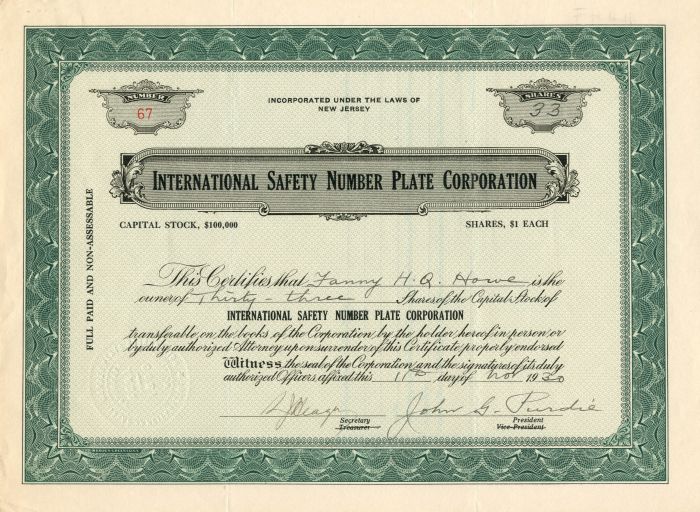 NUMBER
67
INCORPORATED UNDER THE LAWS OF
NEW JERSEY
SHARES
33
INTERNATIONAL SAFETY NUMBER PLATE CORPORATION
CAPITAL STOCK, $100,000
SHARES, $1 EACH
FULL PAID AND NON-ASSESSABLE
This Certifies that Fanny H. Q. Howe is the
owner of Thirty-three Shares of the Capital Stock of
INTERNATIONAL SAFETY NUMBER PLATE CORPORATION
transferable on the books of the Corporation by the holder hereof in person or
by duly authorized Attorney upon surrender of this Certificate properly endorsed
Witness the seal of the Corporation and the signatures of its duly
authorized Officers, affixed this 11th day of Nov 1930
John G. Purdie
Secretary
Treasurer
President
Vice-President